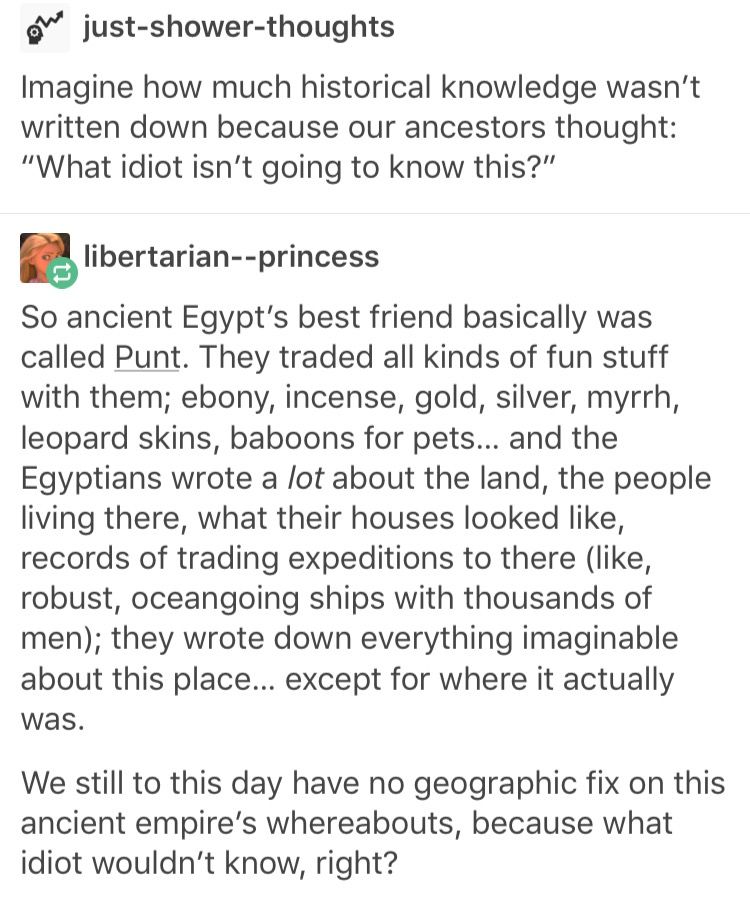 just-shower-thoughts
Imagine how much historical knowledge wasn't
written down because our ancestors thought:
"What idiot isn't going to know this?"
libertarian--princess
So ancient Egypt's best friend basically was
called Punt. They traded all kinds of fun stuff
with them; ebony, incense, gold, silver, myrrh,
leopard skins, baboons for pets... and the
Egyptians wrote a lot about the land, the people
living there, what their houses looked like,
records of trading expeditions to there (like,
robust, oceangoing ships with thousands of
men); they wrote down everything imaginable
about this place... except for where it actually
was.
We still to this day have no geographic fix on this
ancient empire's whereabouts, because what
idiot wouldn't know, right?